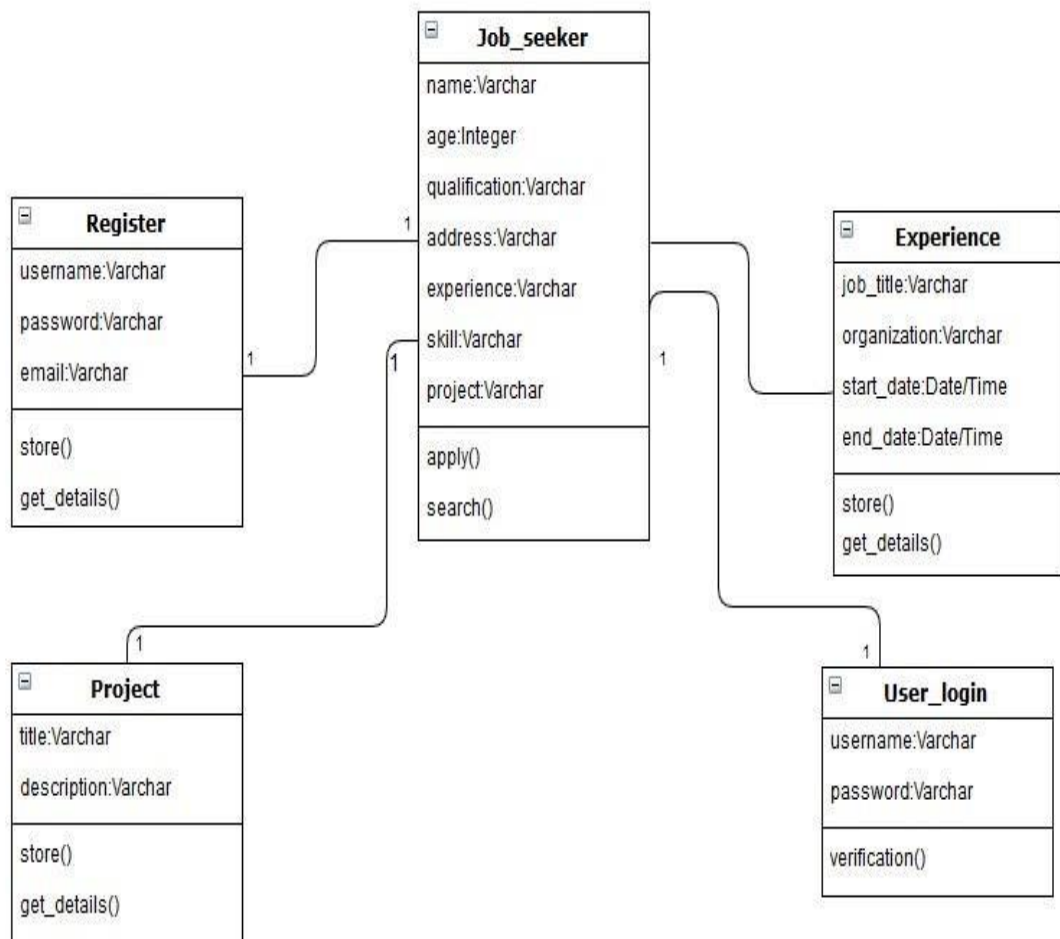 Job_seeker
name:Varchar
age:Integer
qualification:Varchar
address:Varchar
experience:Varchar
skill:Varchar
project:Varchar
apply()
search()
Register
username:Varchar
password:Varchar
email:Varchar
store()
get_details()
Experience
job_title:Varchar
organization:Varchar
start_date:Date/Time
end_date:Date/Time
store()
get_details()
1
1
1
1
1
1
Project
title:Varchar
description:Varchar
store()
get_details()
User_login
username:Varchar
password:Varchar
verification()